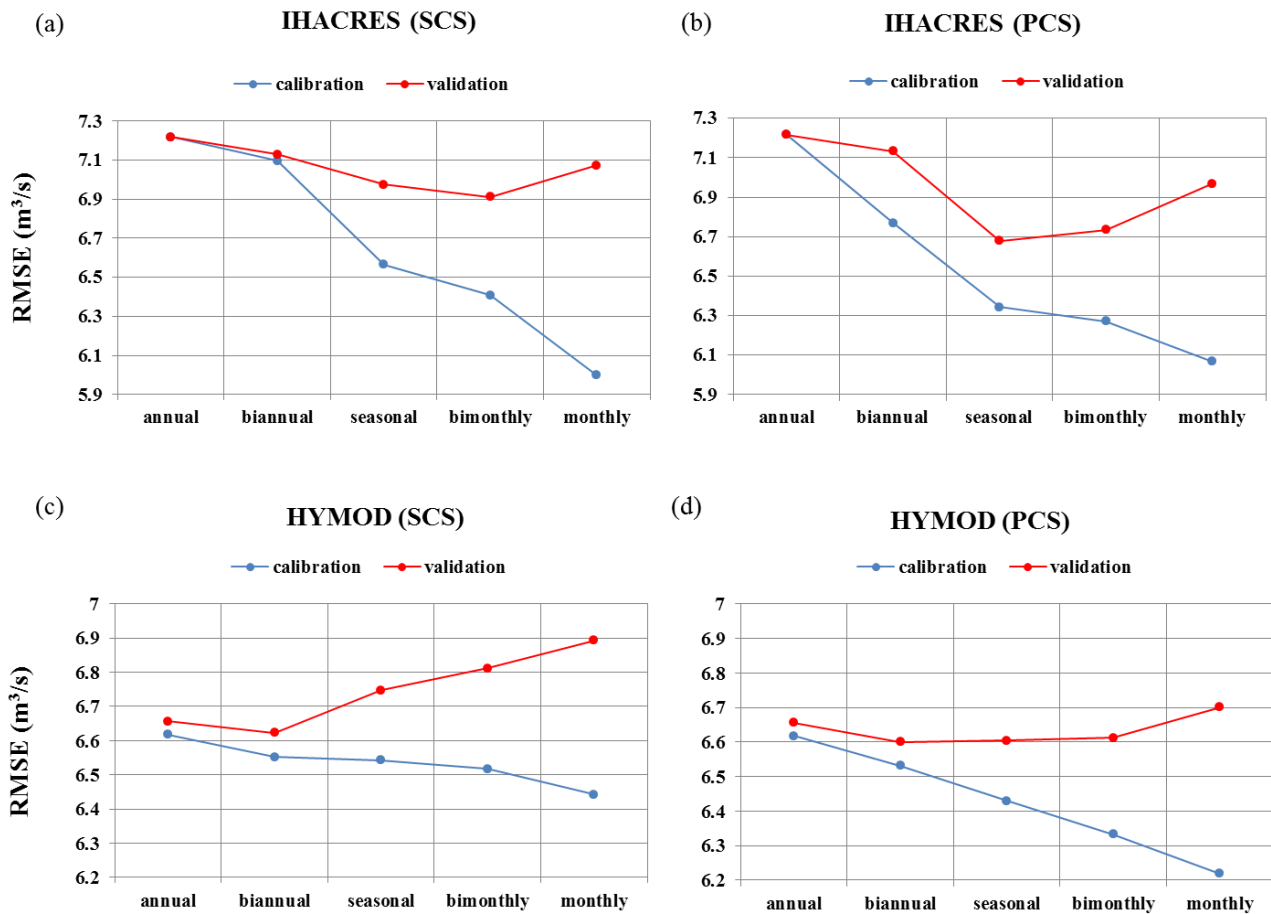 (a)
IHACRES (SCS)
calibration
validation
RMSE (m³/s)
7.3
7.1
6.9
6.7
6.5
6.3
6.1
5.9
annual biannual seasonal bimonthly monthly
(b)
IHACRES (PCS)
calibration
validation
7.3
7.1
6.9
6.7
6.5
6.3
6.1
5.9
annual biannual seasonal bimonthly monthly
(c)
HYMOD (SCS)
calibration
validation
RMSE (m³/s)
7
6.9
6.8
6.7
6.6
6.5
6.4
6.3
6.2
annual biannual seasonal bimonthly monthly
(d)
HYMOD (PCS)
calibration
validation
7
6.9
6.8
6.7
6.6
6.5
6.4
6.3
6.2
annual biannual seasonal bimonthly monthly